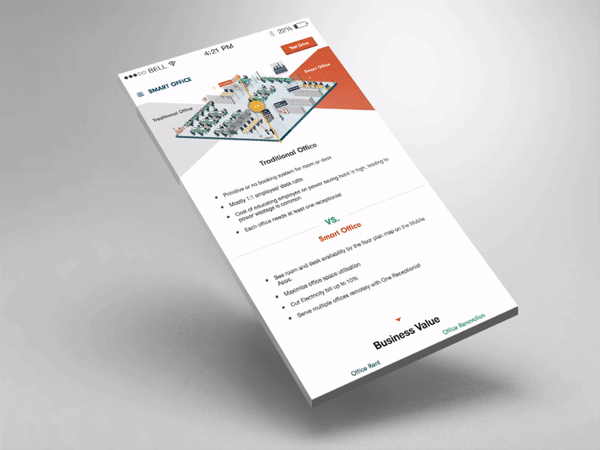 BELL
4:21 PM
22%
SMART OFFICE
Test Drive
Traditional Office
Smart Office
Traditional Office
Primitive or no booking system for room or desk
Mostly 1:1 employee/ desk ratio
Cost of educating employee on power saving habit is high, leading to
power wastage is common
Each office needs at least one receptionist
VS.
Smart Office
See room and desk availability by the floor plan map on the Mobile
Apps.
Maximise office space utilisation
Cut Electricity bill up to 10%
Serve multiple offices remotely with One Receptionist
Business Value
Office Rent
Office Renovation